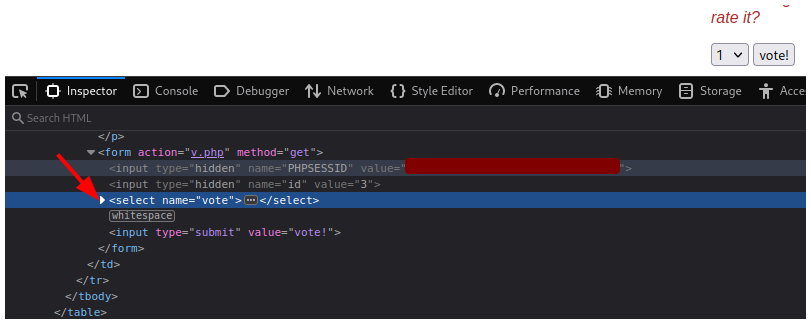 rate it?
1 vote!
Inspector Console Debugger Network Style Editor Performance Memory Storage
Search HTML
</p>
<form action="v.php" method="get">
<input type="hidden" name="PHPSESSID" value="">
<input type="hidden" name="id" value="3">
<select name="vote"> ••• </select>
whitespace
<input type="submit" value="vote!">
</form>
</td>
</tr>
</tbody>
</table>